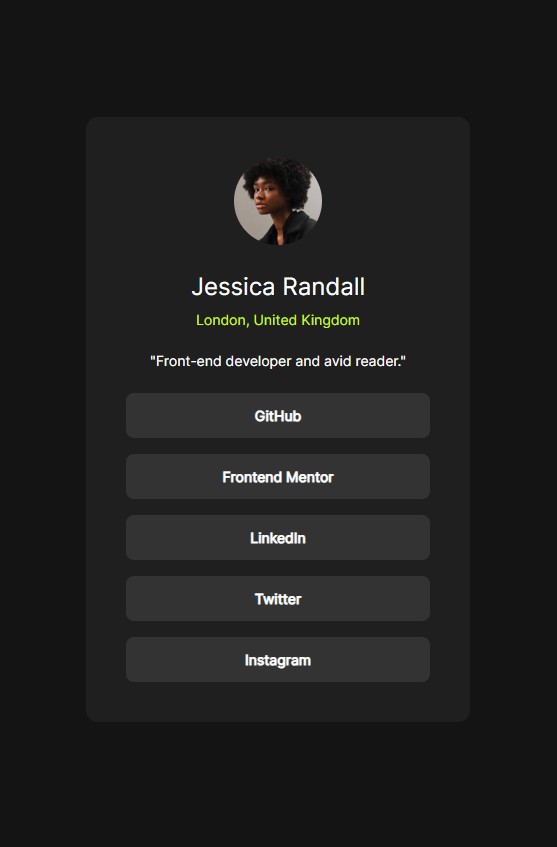 Jessica Randall
London, United Kingdom
"Front-end developer and avid reader."
GitHub
Frontend Mentor
LinkedIn
Twitter
Instagram